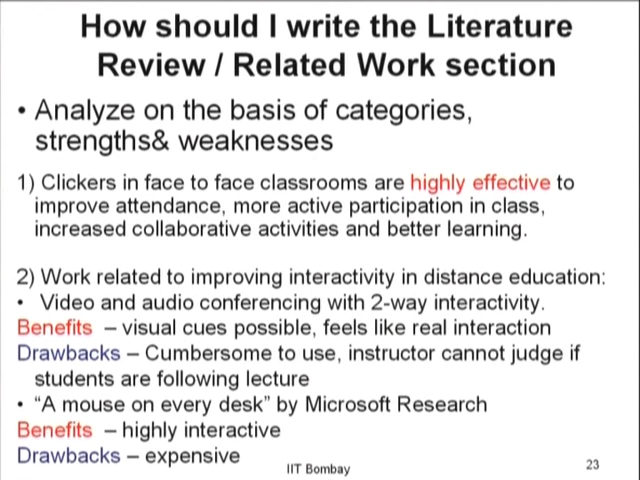 How should I write the Literature
Review / Related Work section
• Analyze on the basis of categories,
strengths& weaknesses
1) Clickers in face to face classrooms are highly effective to
improve attendance, more active participation in class,
increased collaborative activities and better learning.
2) Work related to improving interactivity in distance education:
• Video and audio conferencing with 2-way interactivity.
Benefits – visual cues possible, feels like real interaction
Drawbacks – Cumbersome to use, instructor cannot judge if
students are following lecture
• “A mouse on every desk” by Microsoft Research
Benefits – highly interactive
Drawbacks – expensive
IIT Bombay
23